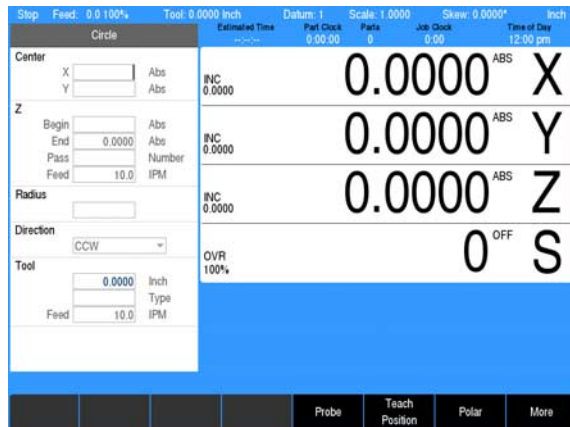 Stop Feed: 0.0 100% Tool: 0.0000 Inch Datum: 1 Scale: 1.0000 Skew: 0.0000° Inch
Circle
Estimated Time Part Clock Parts Job Clock Time of Day
--:--:-- 0:00:00 0 0:00 12:00 pm
Center
X Abs
Y Abs
Z
Begin Abs
End 0.0000 Abs
Pass Number
Feed 10.0 IPM
Radius
Direction
CCW
Tool
0.0000 Inch
Type
Feed 10.0 IPM
INC
0.0000
0.0000 ABS X
INC
0.0000
0.0000 ABS Y
INC
0.0000
0.0000 ABS Z
OVR
100%
0 OFF S
Probe
Teach
Position
Polar
More